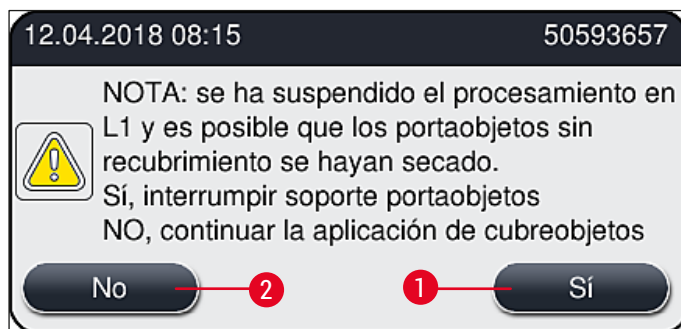 12.04.2018 08:15 50593657
NOTA: se ha suspendido el procesamiento en
L1 y es posible que los portaobjetos sin
recubrimiento se hayan secado.
Sí, interrumpir soporte portaobjetos
NO, continuar la aplicación de cubreobjetos
No 2 1 Sí